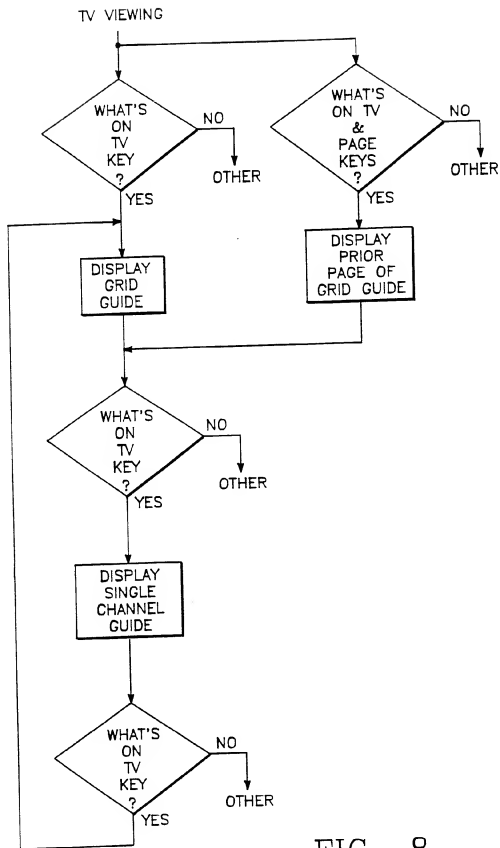 TV VIEWING
WHAT'S
ON
TV
KEY
?
NO
OTHER
YES
WHAT'S
ON TV
&
PAGE
KEYS
?
NO
OTHER
YES
DISPLAY
GRID
GUIDE
DISPLAY
PRIOR
PAGE OF
GRID GUIDE
WHAT'S
ON
TV
KEY
?
NO
OTHER
YES
DISPLAY
SINGLE
CHANNEL
GUIDE
WHAT'S
ON
TV
KEY
?
NO
OTHER
YES
FIG. 8